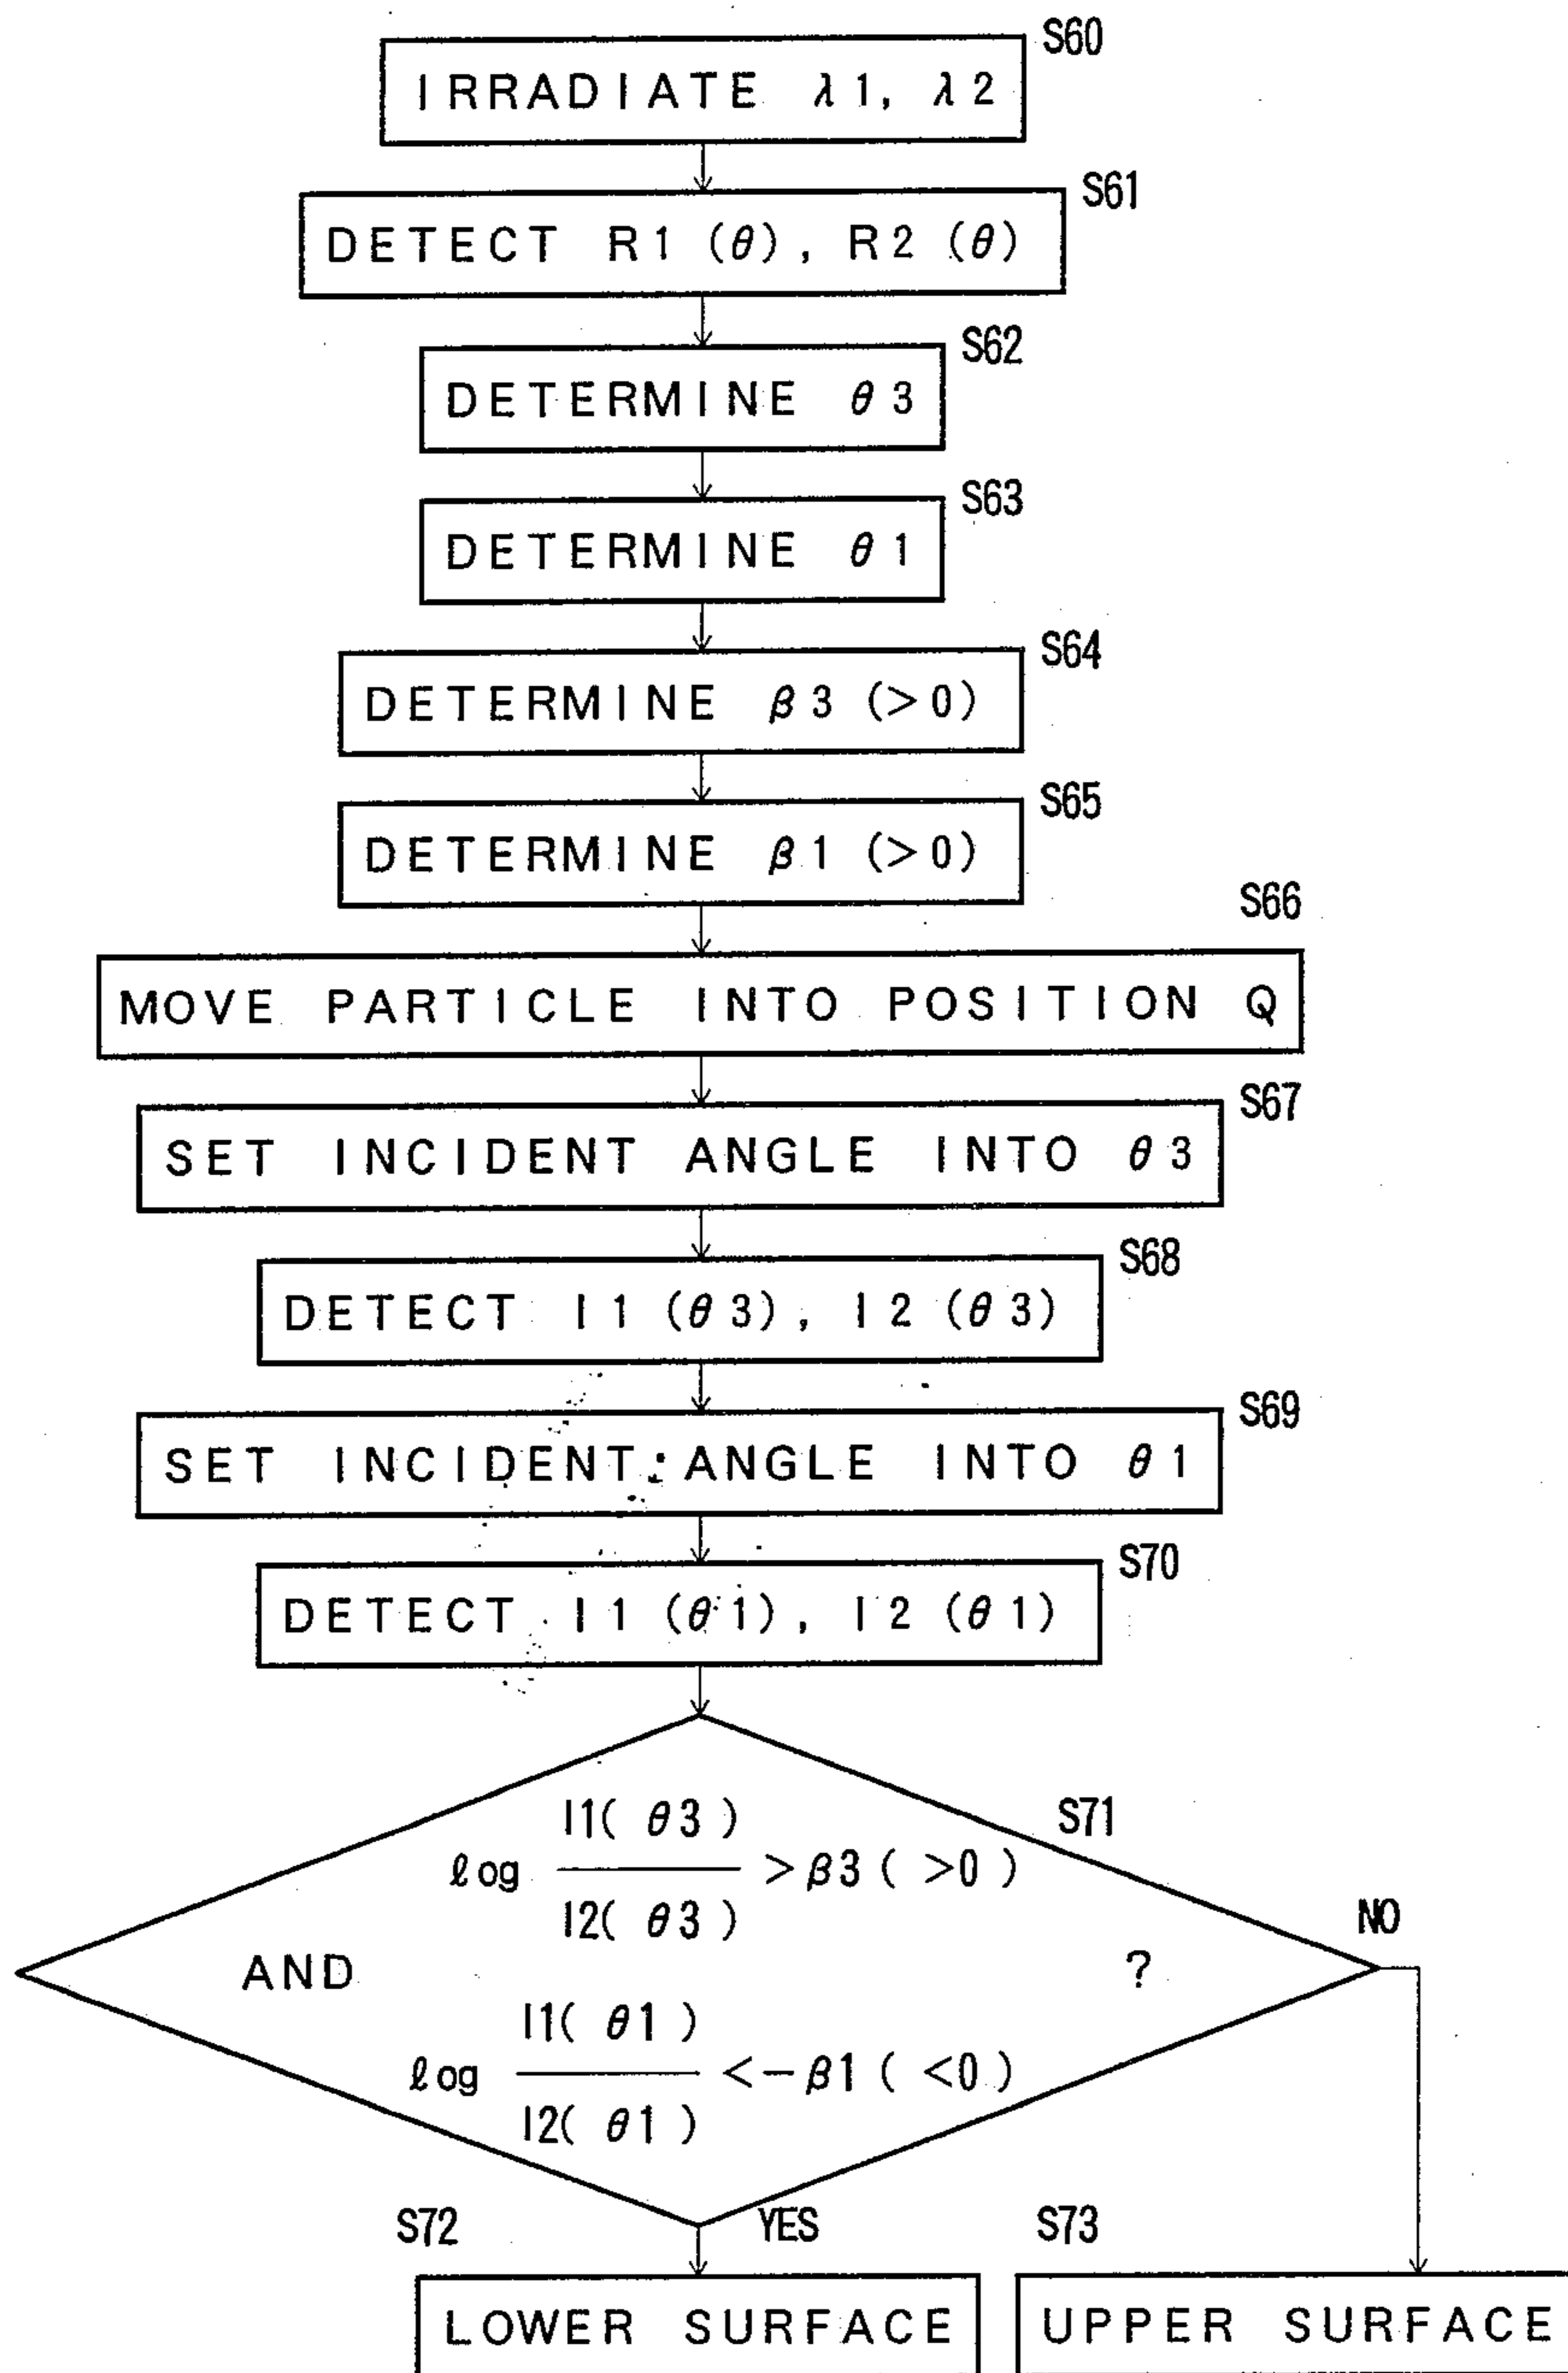 S60
IRRADIATE λ1, λ2
S61
DETECT R1 (θ), R2 (θ)
S62
DETERMINE θ3
S63
DETERMINE θ1
S64
DETERMINE β3 (>0)
S65
DETERMINE β1 (>0)
S66
MOVE PARTICLE INTO POSITION Q
S67
SET INCIDENT ANGLE INTO θ3
S68
DETECT I1 (θ3), I2 (θ3)
S69
SET INCIDENT ANGLE INTO θ1
S70
DETECT I1 (θ1), I2 (θ1)
S71
I1( θ3 )
ℓog > β3 ( >0 )
I2( θ3 )
NO
AND ?
I1( θ1 )
ℓog <−β1 ( <0 )
I2( θ1 )
S72 YES S73
LOWER SURFACE UPPER SURFACE